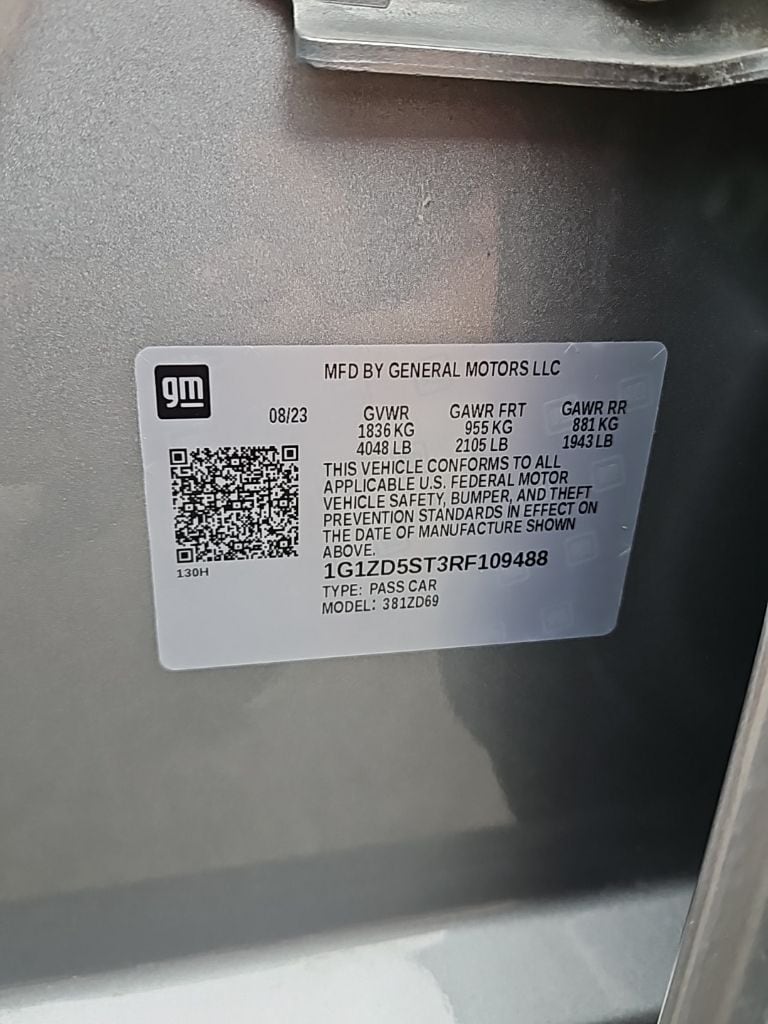 gm
MFD BY GENERAL MOTORS LLC
08/23 GVWR GAWR FRT GAWR RR
1836 KG 955 KG 881 KG
4048 LB 2105 LB 1943 LB
THIS VEHICLE CONFORMS TO ALL
APPLICABLE U.S. FEDERAL MOTOR
VEHICLE SAFETY, BUMPER, AND THEFT
PREVENTION STANDARDS IN EFFECT ON
THE DATE OF MANUFACTURE SHOWN
ABOVE.
130H
1G1ZD5ST3RF109488
TYPE: PASS CAR
MODEL: 381ZD69